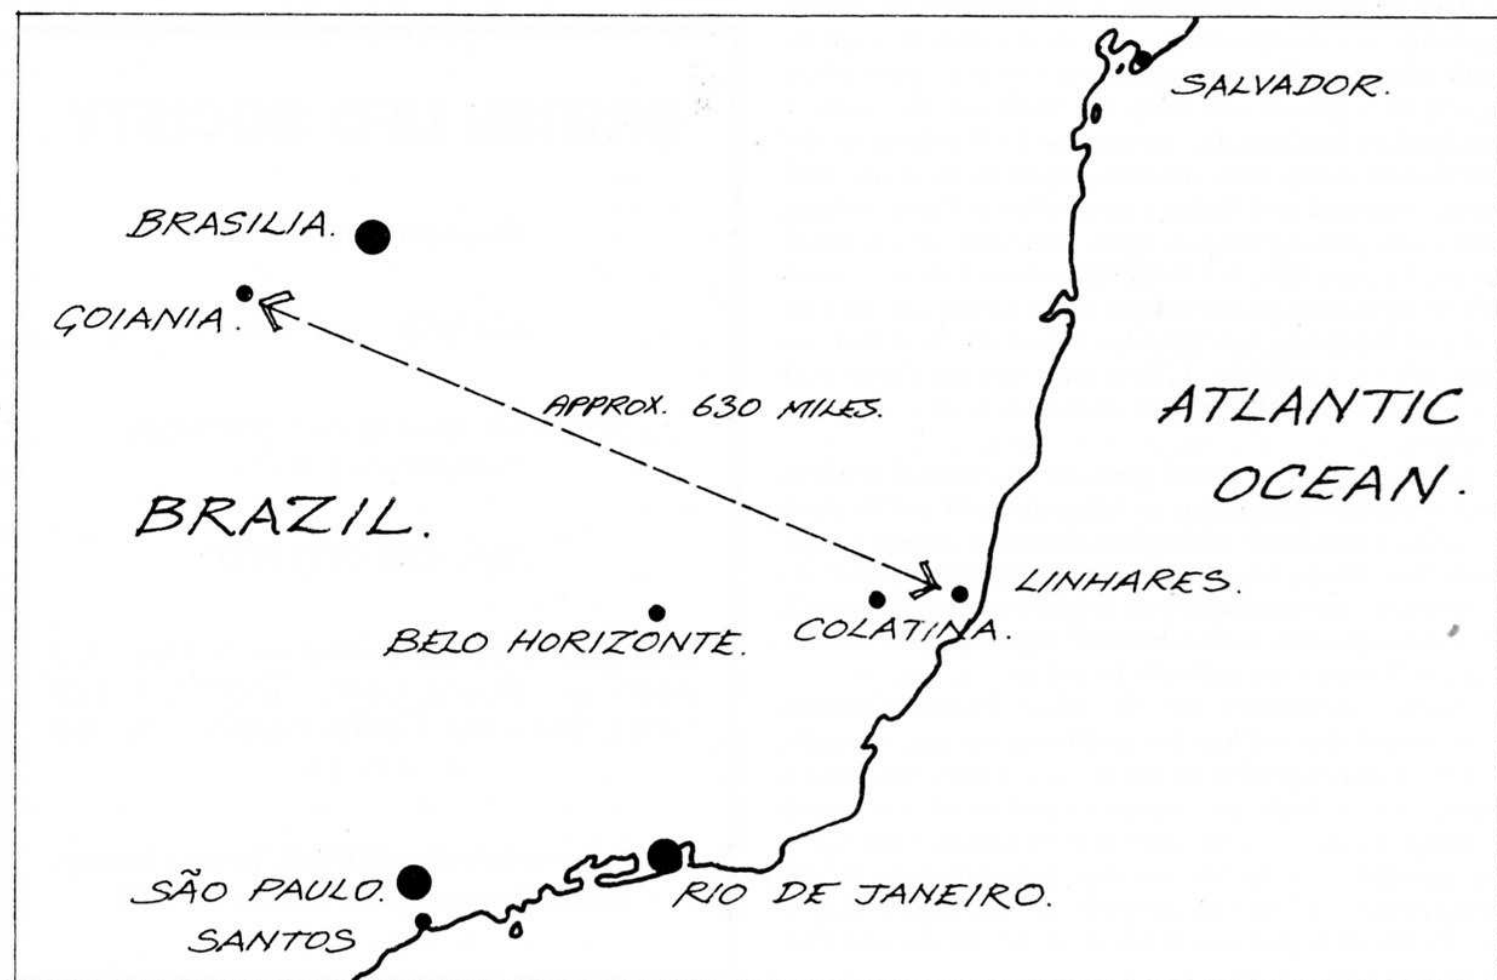 SALVADOR.
BRASILIA.
GOIANIA.
APPROX. 630 MILES.
ATLANTIC
OCEAN.
BRAZIL.
LINHARES.
COLATINA.
BELO HORIZONTE.
SÃO PAULO.
RIO DE JANEIRO.
SANTOS